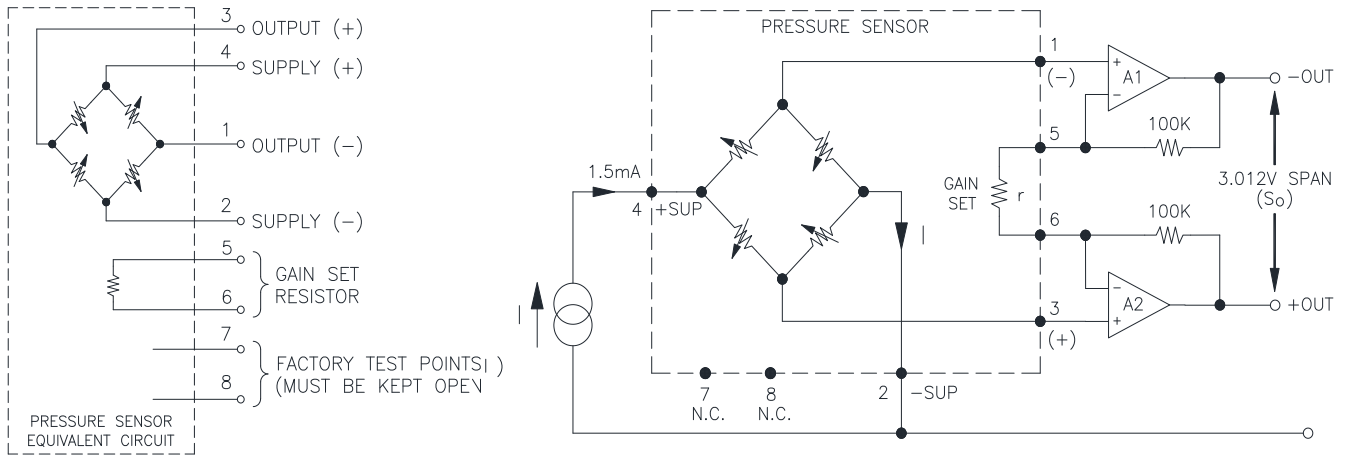 3
OUTPUT (+)
4
SUPPLY (+)
1
OUTPUT (-)
2
SUPPLY (-)
5
GAIN SET
RESISTOR
6
7
FACTORY TEST POINTS| )
(MUST BE KEPT OPEN
8
PRESSURE SENSOR
EQUIVALENT CIRCUIT
PRESSURE SENSOR
1
(-)
+
A1
-
-OUT
5
100K
1.5mA
4
+SUP
GAIN
SET
r
3.012V SPAN
(So)
6
100K
I
I
-
A2
+
+OUT
3
(+)
7
N.C.
8
N.C.
2
-SUP